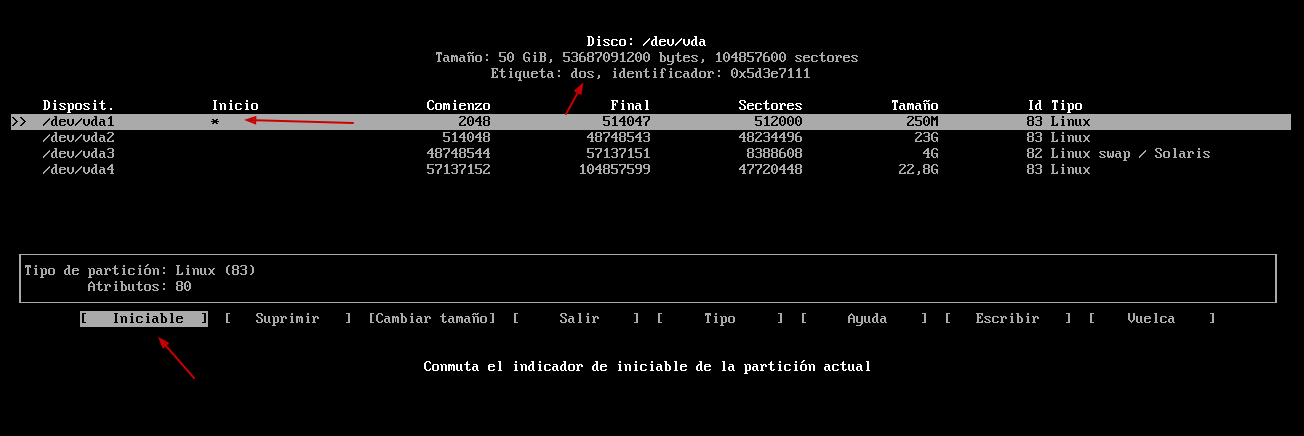 Disco: /dev/vda
Tamaño: 50 GiB, 53687091200 bytes, 104857600 sectores
Etiqueta: dos, identificador: 0x5d3e7111
Disposit. Inicio Comienzo Final Sectores Tamaño Id Tipo
>> /dev/vda1 * 2048 514047 512000 250M 83 Linux
/dev/vda2 514048 48748543 48234496 23G 83 Linux
/dev/vda3 48748544 57137151 8388608 4G 82 Linux swap / Solaris
/dev/vda4 57137152 104857599 47720448 22,8G 83 Linux
Tipo de partición: Linux (83)
Atributos: 80
[ Iniciable ] [ Suprimir ] [Cambiar tamaño] [ Salir ] [ Tipo ] [ Ayuda ] [ Escribir ] [ Vuelca ]
Conmuta el indicador de iniciable de la partición actual